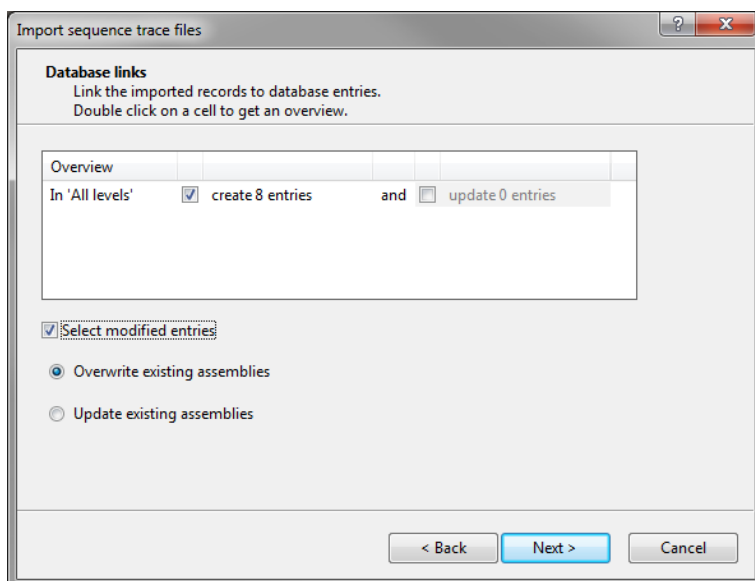 Import sequence trace files
Database links
Link the imported records to database entries.
Double click on a cell to get an overview.
Overview
In 'All levels' create 8 entries and update 0 entries
Select modified entries
Overwrite existing assemblies
Update existing assemblies
< Back Next > Cancel